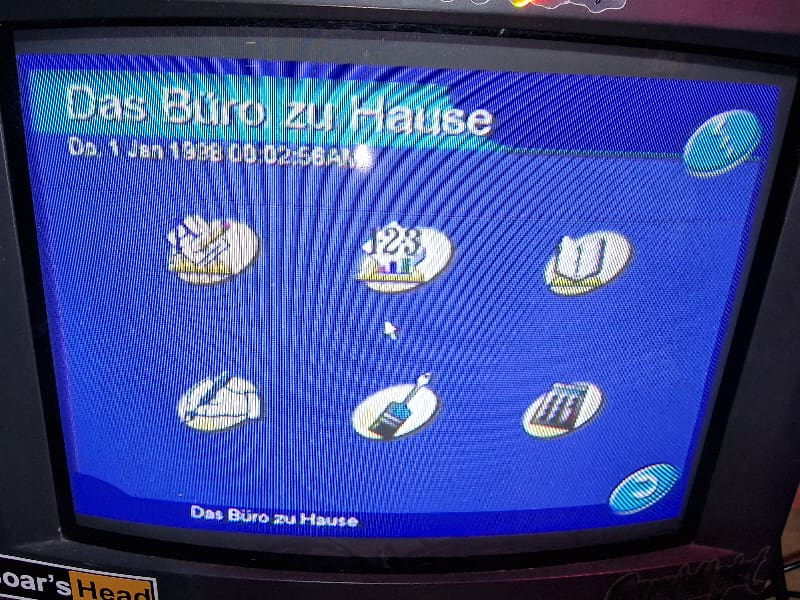 Das Büro zu Hause
Do, 1 Jan 1998 00:02:56AM
123
Das Büro zu Hause
oar's Head